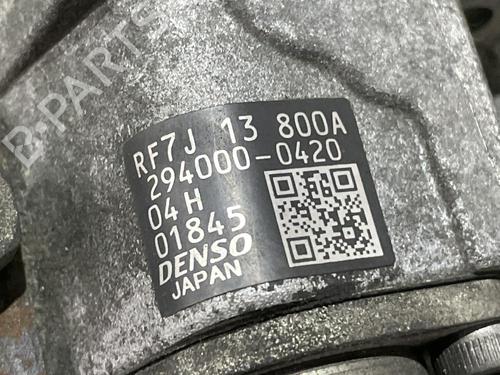 B-PARTS
RF7J 13 800A
294000-0420
04H
01845
DENSO
JAPAN